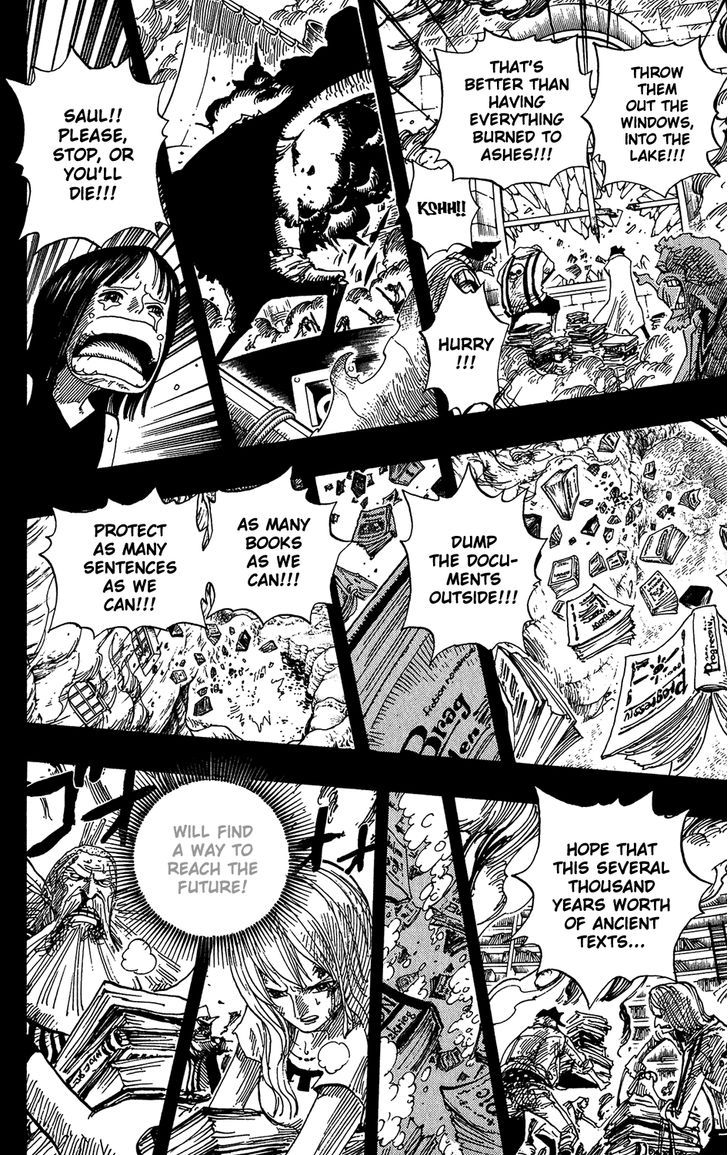 THROW
THEM
OUT THE
WINDOWS,
INTO THE
LAKE!!!
THAT'S
BETTER THAN
HAVING
EVERYTHING
BURNED TO
ASHES!!!
KOHH!!
HURRY
!!!
SAUL!!
PLEASE,
STOP, OR
YOU'LL
DIE!!!
DUMP
THE DOCU-
MENTS
OUTSIDE!!!
Brag
AS MANY
BOOKS
AS WE
CAN!!!
PROTECT
AS MANY
SENTENCES
AS WE
CAN!!!
HOPE THAT
THIS SEVERAL
THOUSAND
YEARS WORTH
OF ANCIENT
TEXTS...
WILL FIND
A WAY TO
REACH THE
FUTURE!